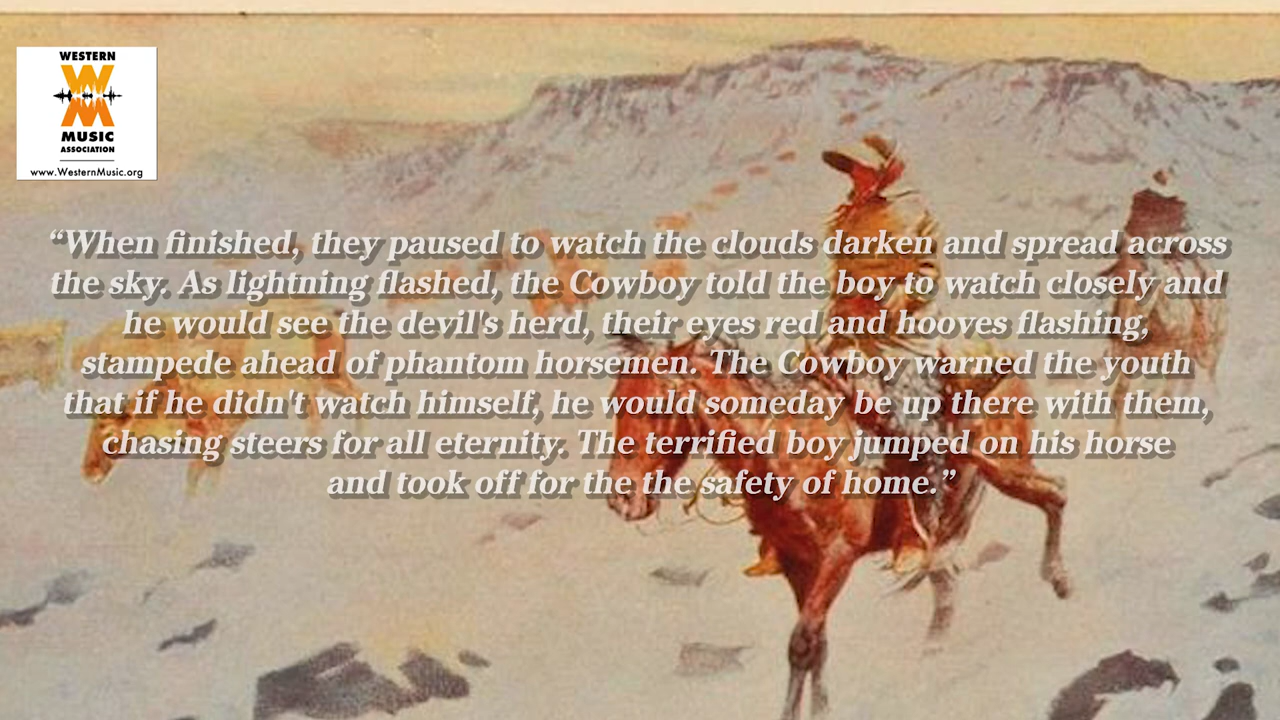 WESTERN
WM
MUSIC
ASSOCIATION
www.WesternMusic.org
“When finished, they paused to watch the clouds darken and spread across
the sky. As lightning flashed, the Cowboy told the boy to watch closely and
he would see the devil's herd, their eyes red and hooves flashing,
stampede ahead of phantom horsemen. The Cowboy warned the youth
that if he didn't watch himself, he would someday be up there with them,
chasing steers for all eternity. The terrified boy jumped on his horse
and took off for the the safety of home.”